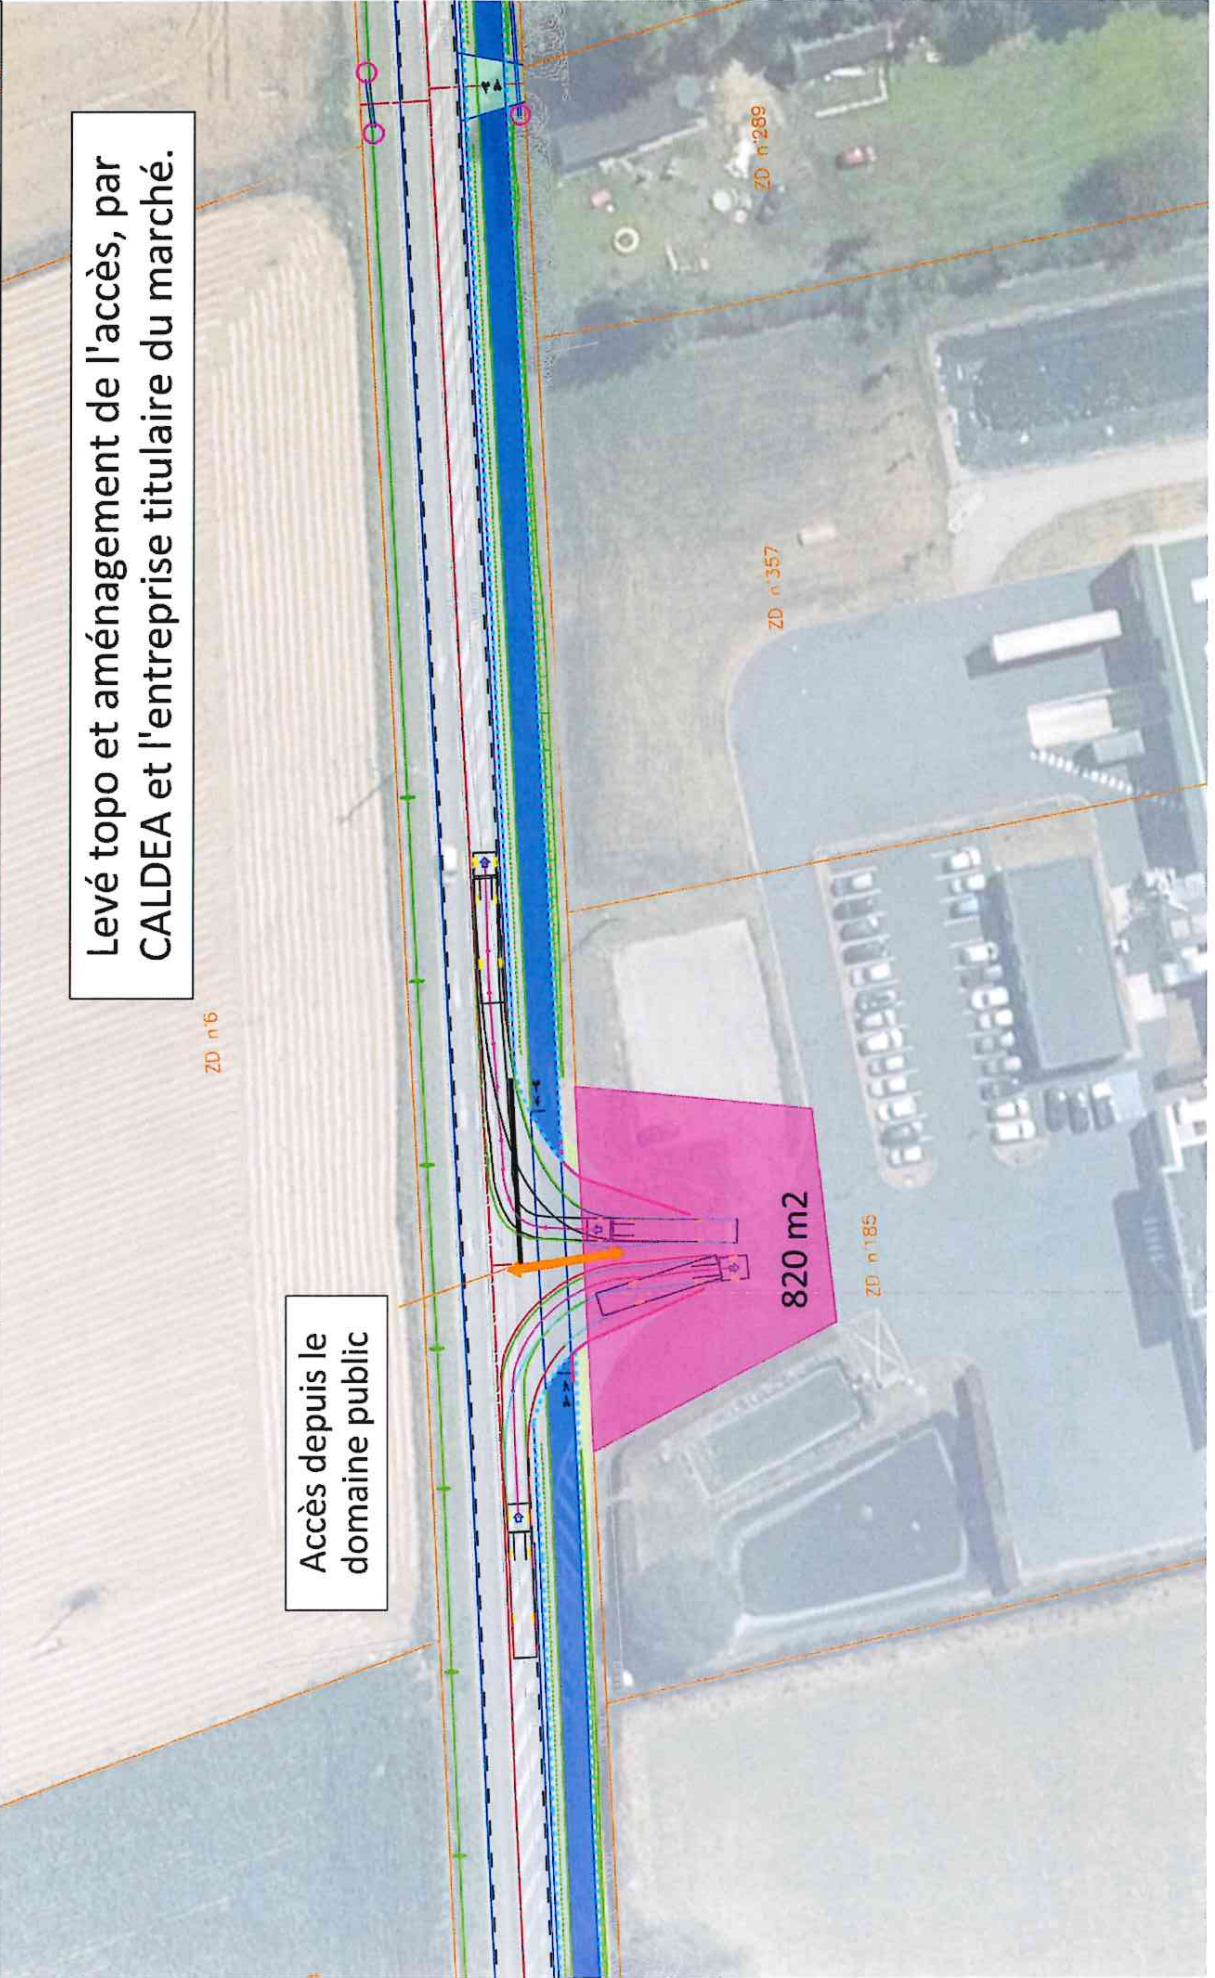 Levé topo et aménagement de l'accès, par
CALDEA et l'entreprise titulaire du marché.
ZD n°6
Accès depuis le
domaine public
ZD n°289
ZD n°357
820 m2
ZD n°185